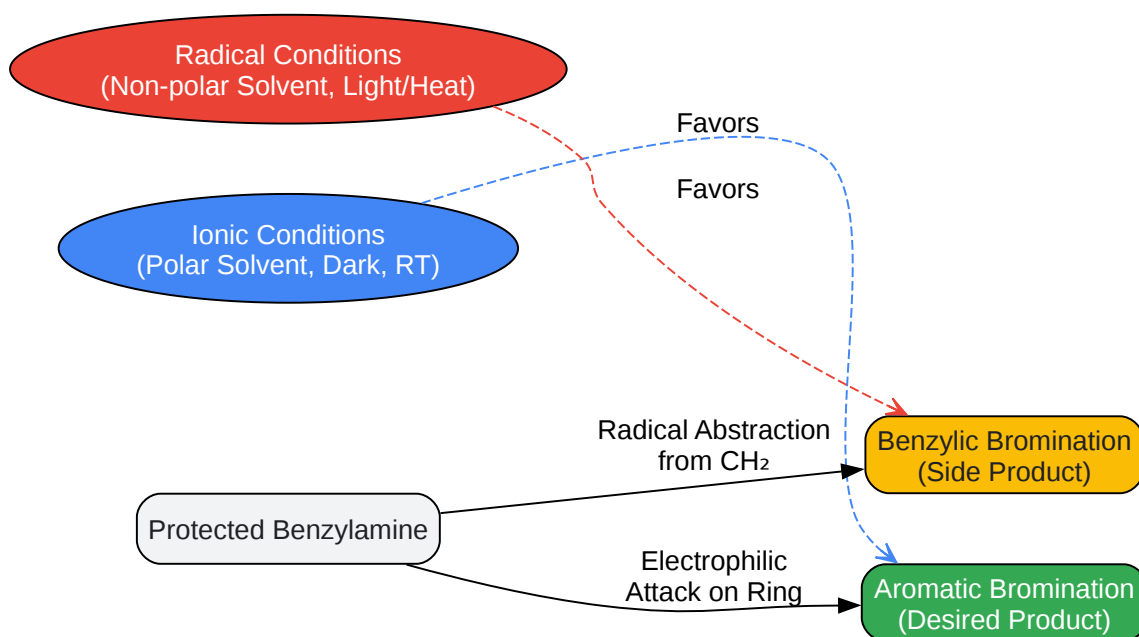 Radical Conditions
(Non-polar Solvent, Light/Heat)
Favors
Favors
Ionic Conditions
(Polar Solvent, Dark, RT)
Radical Abstraction
from CH₂
Benzylic Bromination
(Side Product)
Protected Benzylamine
Electrophilic
Attack on Ring
Aromatic Bromination
(Desired Product)